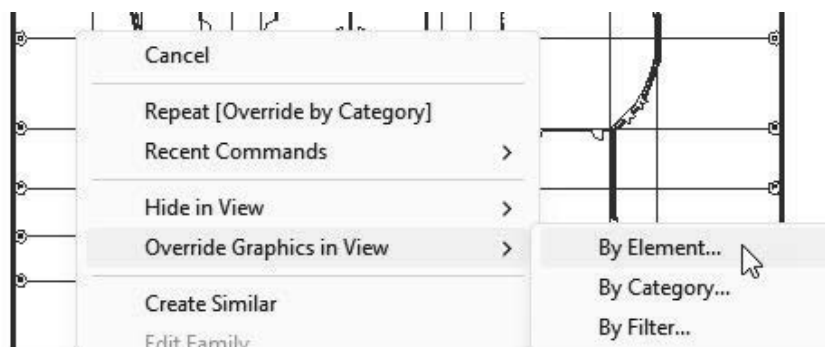 Cancel
Repeat [Override by Category]
Recent Commands
Hide in View
Override Graphics in View
By Element...
By Category...
Create Similar
By Filter...
Edit Family